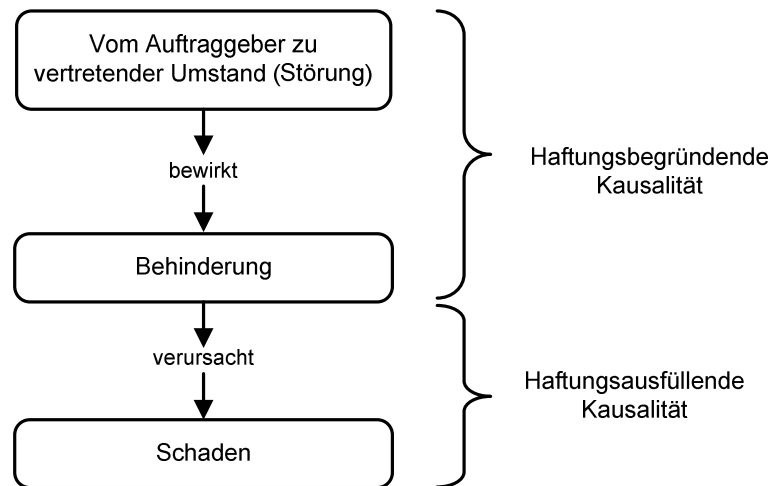 Vom Auftraggeber zu
vertretender Umstand (Störung)
bewirkt
Haftungsbegründende
Kausalität
Behinderung
verursacht
Haftungsausfüllende
Kausalität
Schaden